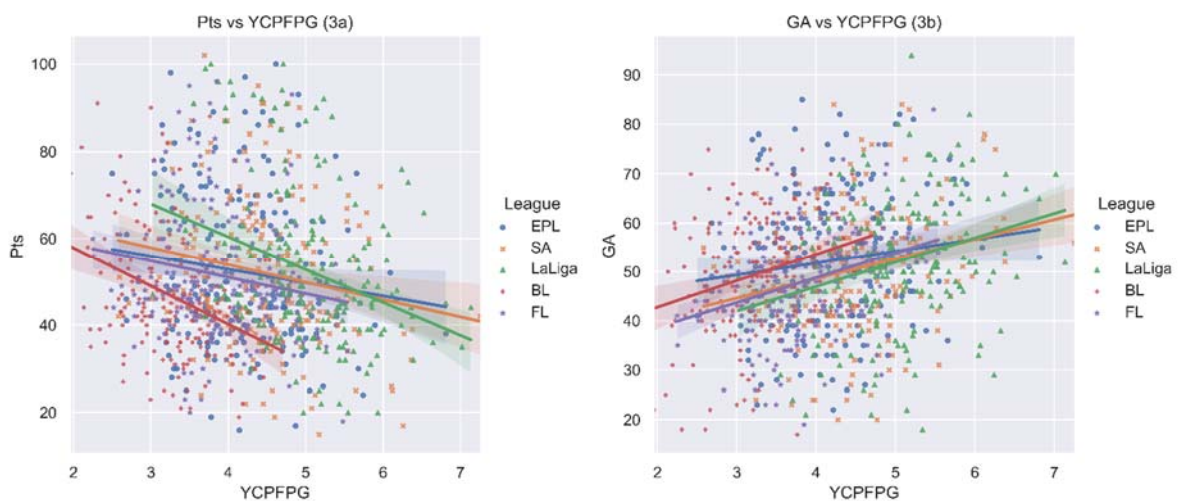 Pts vs YCPFPG (3a)
100
80
60
40
20
Pts
2 3 4 5 6 7
YCPFPG
League
EPL
SA
LaLiga
BL
FL
GA vs YCPFPG (3b)
90
80
70
60
50
40
30
20
GA
2 3 4 5 6 7
YCPFPG
League
EPL
SA
LaLiga
BL
FL